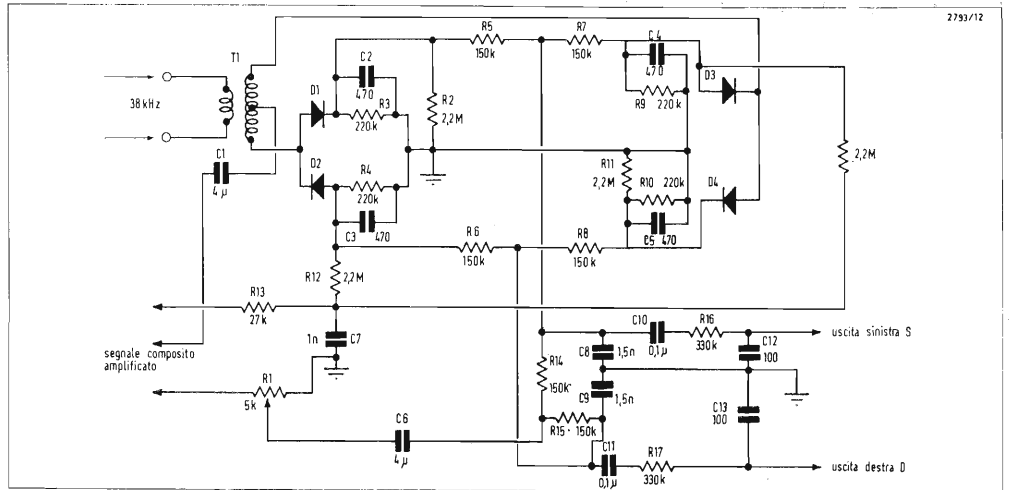 2793/12
T1
38 kHz
C1
4 µ
D1
D2
C2
470
R3
220k
R4
220k
C3
470
R2
2,2M
R5
150k
R7
150k
C4
470
R9
220k
D3
R11
2,2M
R10
220k
C5
470
D4
2,2M
R6
150k
R8
150k
R12
2,2M
R13
27k
1n
C7
segnale composito
amplificato
R1
5k
C6
4 µ
R14
150k
C8
1,5n
C9
1,5n
R15
150k
C10
0,1µ
R16
330k
C12
100
uscita sinistra S
C13
100
C11
0,1µ
R17
330k
uscita destra D